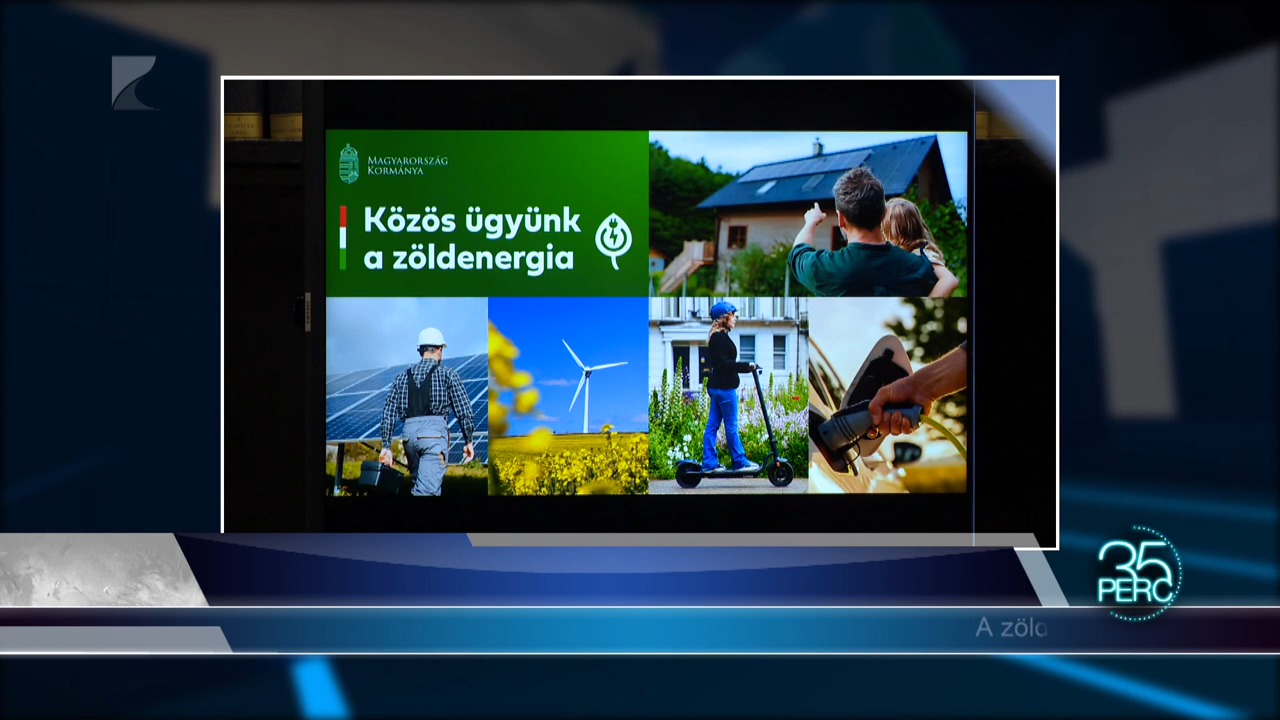 MAGYARORSZÁG
KORMÁNYA
Közös ügyünk
a zöldenergia
35
PERC
A zöld